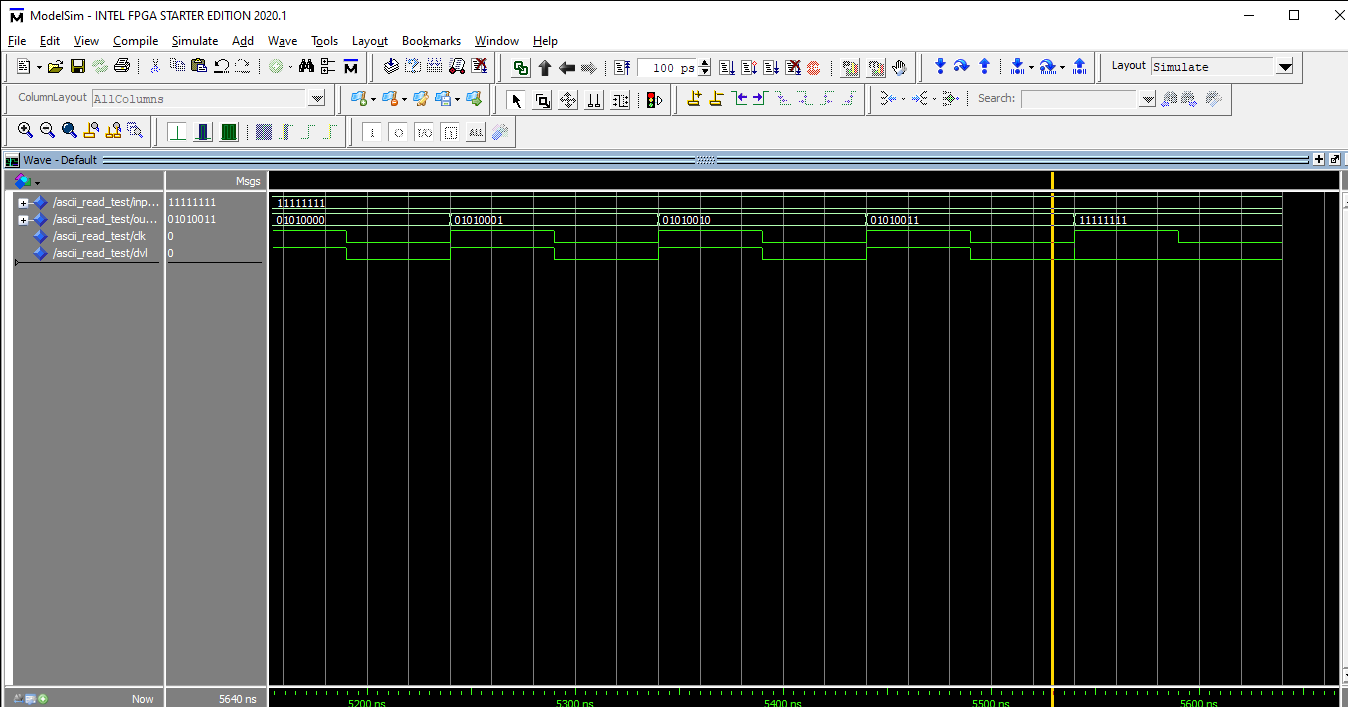 ModelSim - INTEL FPGA STARTER EDITION 2020.1
File Edit View Compile Simulate Add Wave Tools Layout Bookmarks Window Help
100 ps
Layout Simulate
ColumnLayout AllColumns
Search:
Wave - Default
Msgs
/ascii_read_test/inp... 11111111 11111111
/ascii_read_test/ou... 01010011 01010000 01010001 01010010 01010011 11111111
/ascii_read_test/clk 0
/ascii_read_test/dvl 0
Now 5640 ns
5200 ns 5300 ns 5400 ns 5500 ns 5600 ns